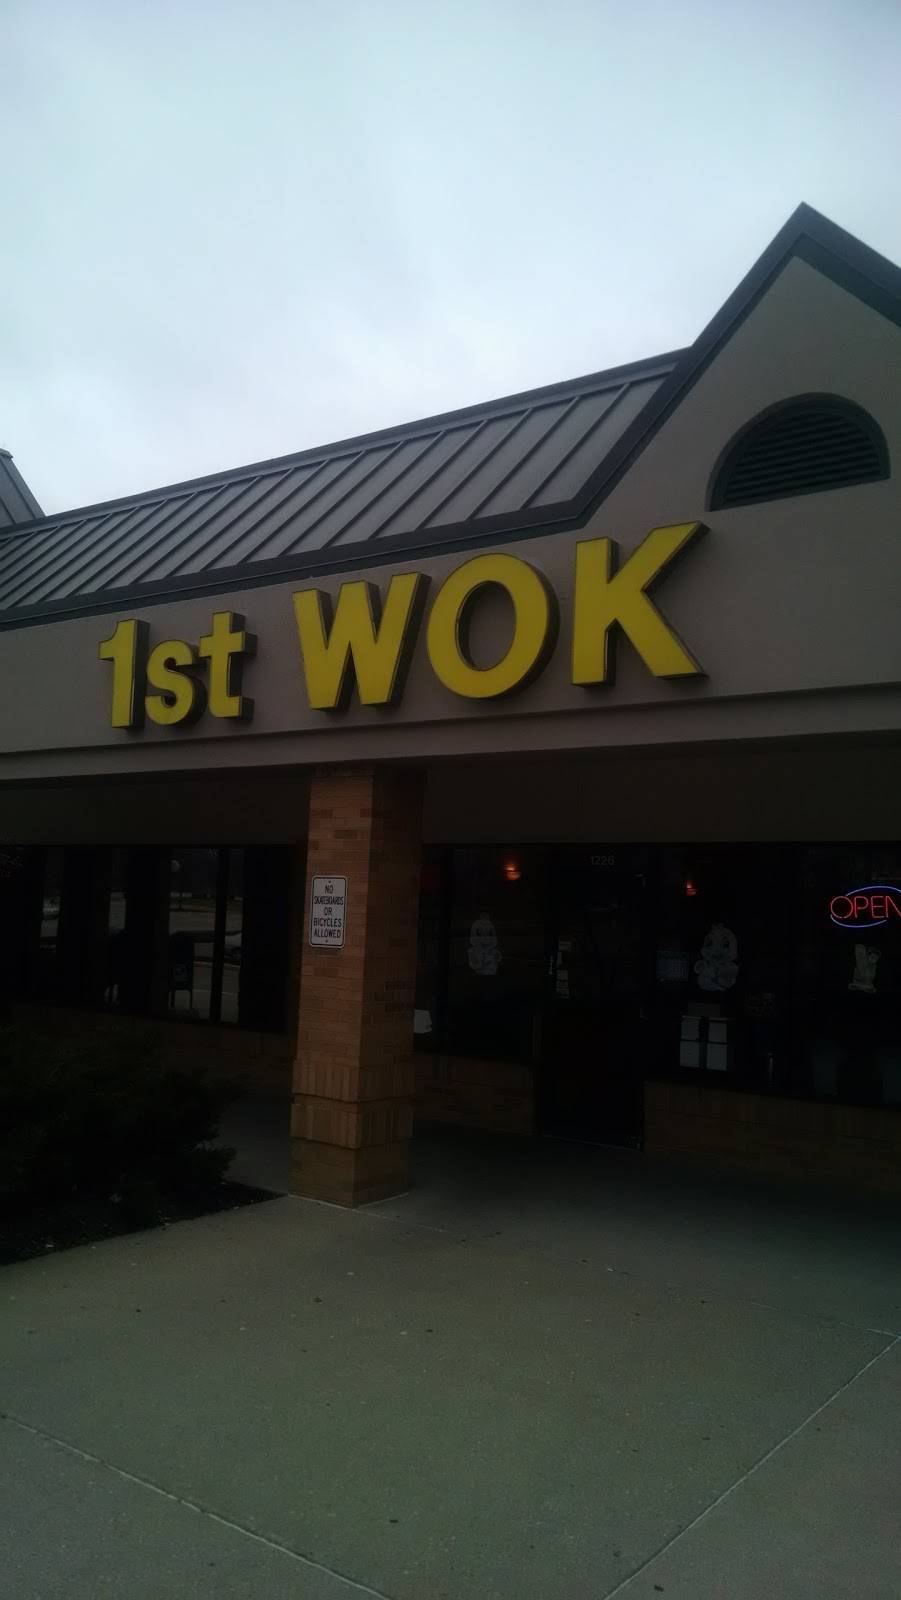 1st WOK
1226
NO
SKATEBOARDS
OR
BICYCLES
ALLOWED
OPEN